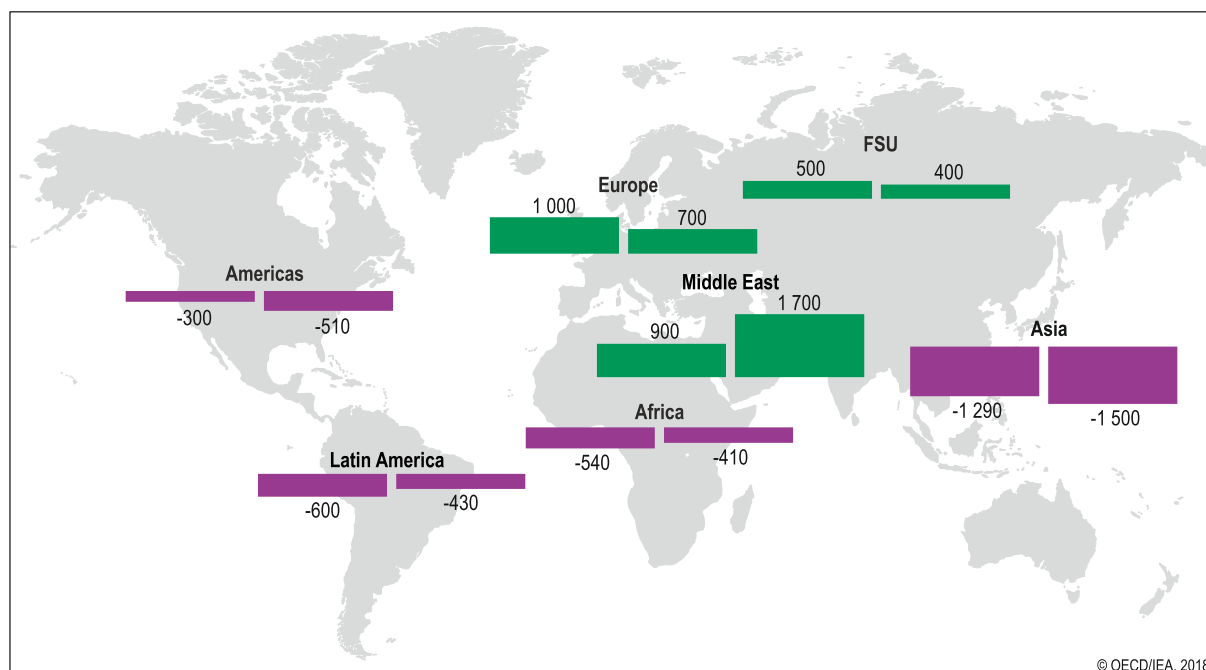 FSU
500
400
Europe
1 000
700
Americas
-300
-510
Middle East
900
1 700
Asia
-1 290
-1 500
Africa
-540
-410
Latin America
-600
-430
© OECD/IEA, 2018